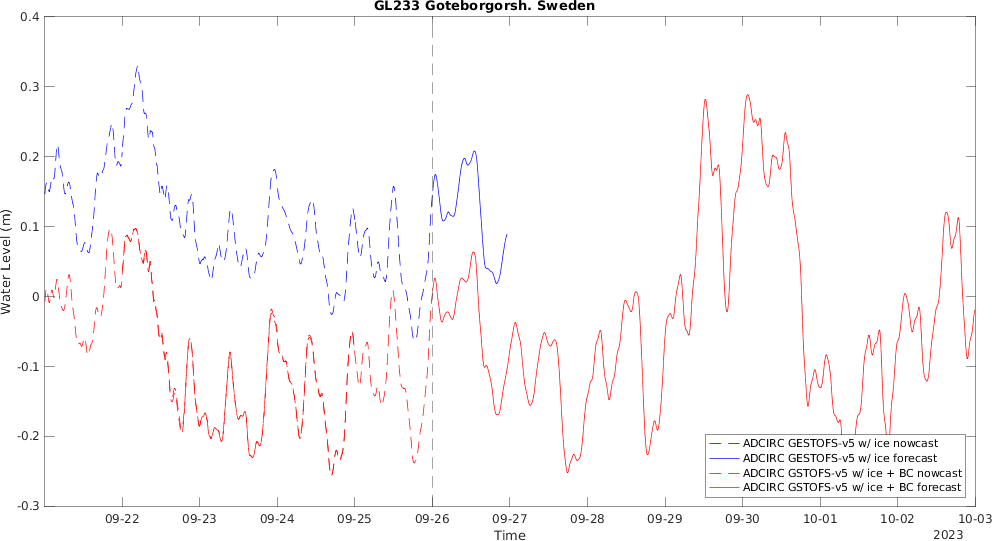 GL233 Goteborgorsh. Sweden
0.4
0.3
0.2
0.1
0
-0.1
-0.2
-0.3
Water Level (m)
ADCIRC GESTOFS-v5 w/ ice nowcast
ADCIRC GESTOFS-v5 w/ ice forecast
ADCIRC GSTOFS-v5 w/ ice + BC nowcast
ADCIRC GSTOFS-v5 w/ ice + BC forecast
09-22 09-23 09-24 09-25 09-26 09-27 09-28 09-29 09-30 10-01 10-02 10-03
Time
2023